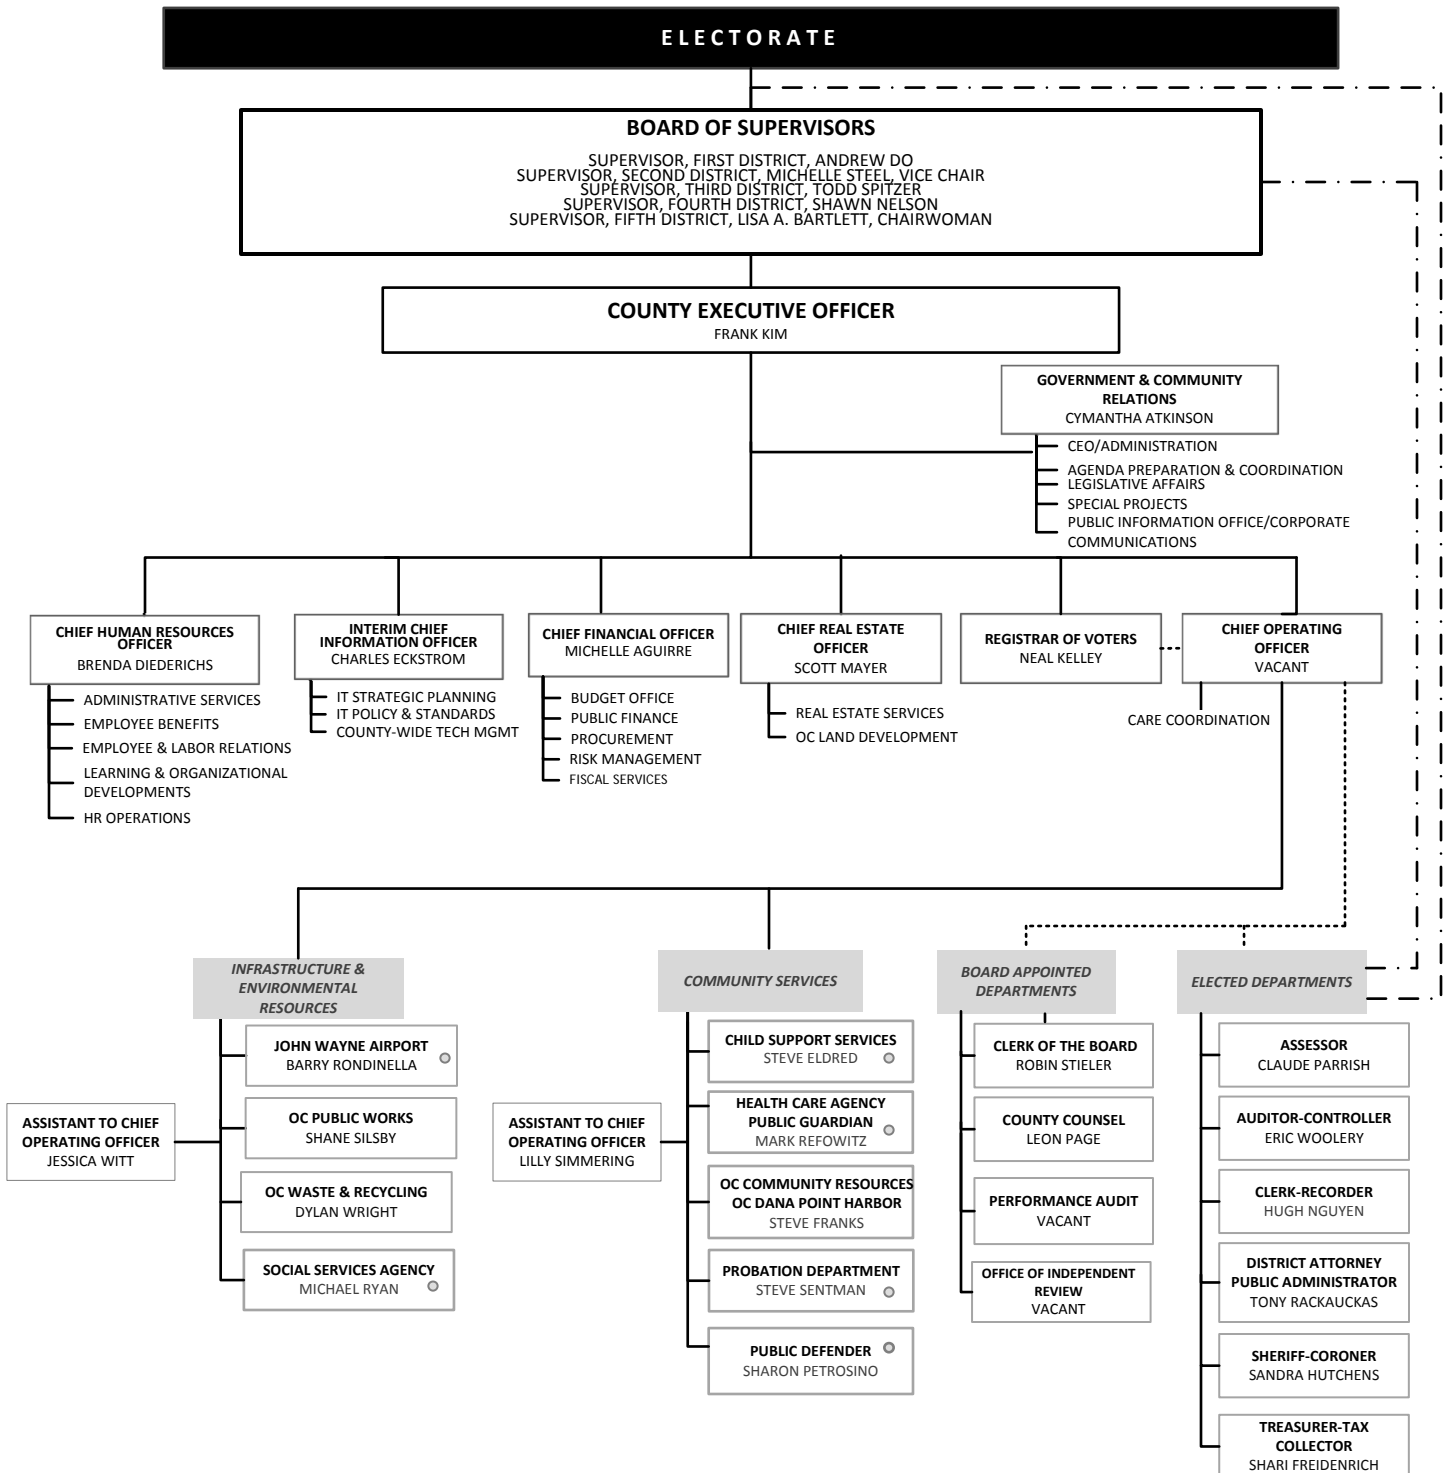 ELECTORATE
BOARD OF SUPERVISORS
SUPERVISOR, FIRST DISTRICT, ANDREW DO
SUPERVISOR, SECOND DISTRICT, MICHELLE STEEL, VICE CHAIR
SUPERVISOR, THIRD DISTRICT, TODD SPITZER
SUPERVISOR, FOURTH DISTRICT, SHAWN NELSON
SUPERVISOR, FIFTH DISTRICT, LISA A. BARTLETT, CHAIRWOMAN
COUNTY EXECUTIVE OFFICER
FRANK KIM
GOVERNMENT & COMMUNITY
RELATIONS
CYMANTHA ATKINSON
CEO/ADMINISTRATION
AGENDA PREPARATION & COORDINATION
LEGISLATIVE AFFAIRS
SPECIAL PROJECTS
PUBLIC INFORMATION OFFICE/CORPORATE
COMMUNICATIONS
CHIEF HUMAN RESOURCES
OFFICER
BRENDA DIEDERICHS
ADMINISTRATIVE SERVICES
EMPLOYEE BENEFITS
EMPLOYEE & LABOR RELATIONS
LEARNING & ORGANIZATIONAL
DEVELOPMENTS
HR OPERATIONS
INTERIM CHIEF
INFORMATION OFFICER
CHARLES ECKSTROM
IT STRATEGIC PLANNING
IT POLICY & STANDARDS
COUNTY-WIDE TECH MGMT
CHIEF FINANCIAL OFFICER
MICHELLE AGUIRRE
BUDGET OFFICE
PUBLIC FINANCE
PROCUREMENT
RISK MANAGEMENT
FISCAL SERVICES
CHIEF REAL ESTATE
OFFICER
SCOTT MAYER
REAL ESTATE SERVICES
OC LAND DEVELOPMENT
REGISTRAR OF VOTERS
NEAL KELLEY
CHIEF OPERATING
OFFICER
VACANT
CARE COORDINATION
INFRASTRUCTURE &
ENVIRONMENTAL
RESOURCES
JOHN WAYNE AIRPORT
BARRY RONDINELLA
OC PUBLIC WORKS
SHANE SILSBY
ASSISTANT TO CHIEF
OPERATING OFFICER
JESSICA WITT
OC WASTE & RECYCLING
DYLAN WRIGHT
SOCIAL SERVICES AGENCY
MICHAEL RYAN
COMMUNITY SERVICES
CHILD SUPPORT SERVICES
STEVE ELDRED
HEALTH CARE AGENCY
PUBLIC GUARDIAN
MARK REFOWITZ
ASSISTANT TO CHIEF
OPERATING OFFICER
LILLY SIMMERING
OC COMMUNITY RESOURCES
OC DANA POINT HARBOR
STEVE FRANKS
PROBATION DEPARTMENT
STEVE SENTMAN
PUBLIC DEFENDER
SHARON PETROSINO
BOARD APPOINTED
DEPARTMENTS
CLERK OF THE BOARD
ROBIN STIELER
COUNTY COUNSEL
LEON PAGE
PERFORMANCE AUDIT
VACANT
OFFICE OF INDEPENDENT
REVIEW
VACANT
ELECTED DEPARTMENTS
ASSESSOR
CLAUDE PARRISH
AUDITOR-CONTROLLER
ERIC WOOLERY
CLERK-RECORDER
HUGH NGUYEN
DISTRICT ATTORNEY
PUBLIC ADMINISTRATOR
TONY RACKAUCKAS
SHERIFF-CORONER
SANDRA HUTCHENS
TREASURER-TAX
COLLECTOR
SHARI FREIDENRICH